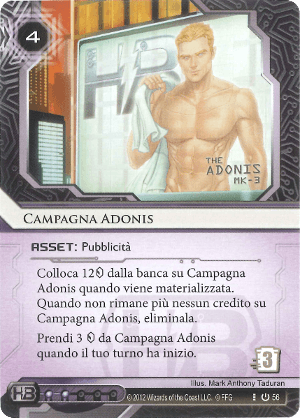 4
HB
THE
ADONIS
MK-3
CAMPAGNA ADONIS
ASSET: Pubblicità
Colloca 12 dalla banca su Campagna
Adonis quando viene materializzata.
Quando non rimane più nessun credito su
Campagna Adonis, eliminala.
Prendi 3 da Campagna Adonis
quando il tuo turno ha inizio.
3
Illus. Mark Anthony Taduran
HB
© 2012 Wizards of the Coast LLC. © FFG
56